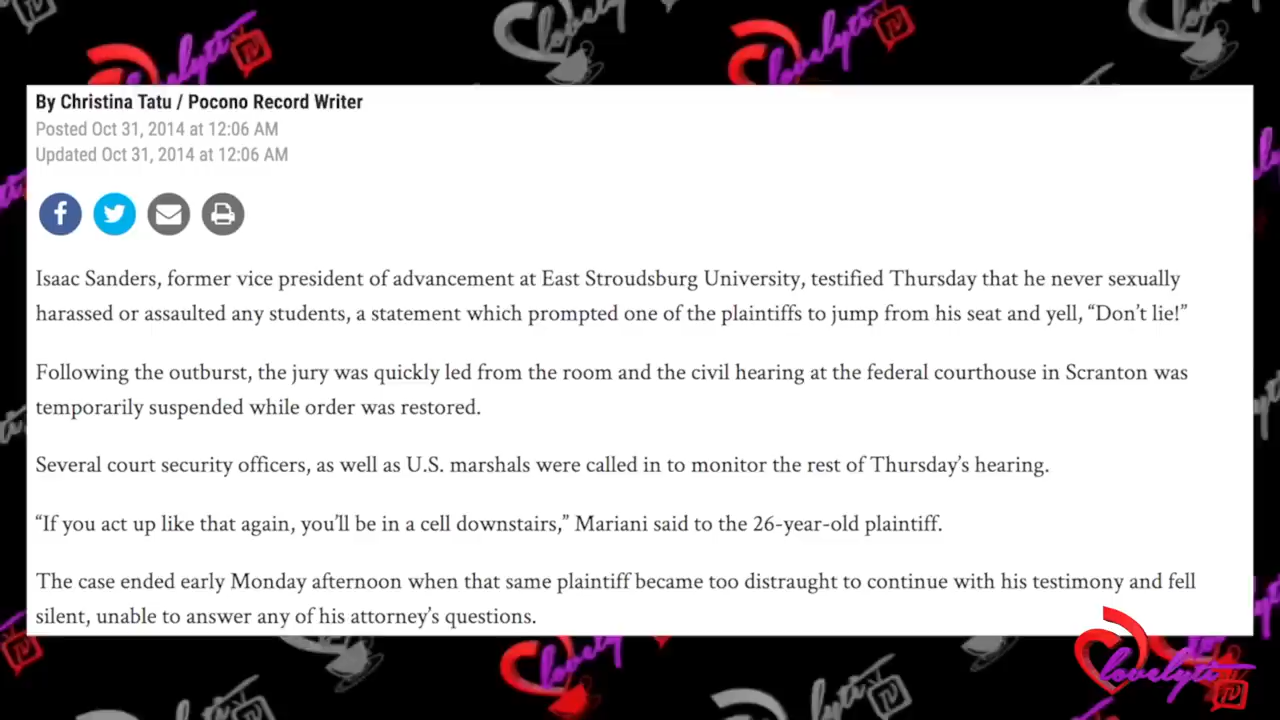 By Christina Tatu / Pocono Record Writer
Posted Oct 31, 2014 at 12:06 AM
Updated Oct 31, 2014 at 12:06 AM
Isaac Sanders, former vice president of advancement at East Stroudsburg University, testified Thursday that he never sexually
harassed or assaulted any students, a statement which prompted one of the plaintiffs to jump from his seat and yell, “Don’t lie!”
Following the outburst, the jury was quickly led from the room and the civil hearing at the federal courthouse in Scranton was
temporarily suspended while order was restored.
Several court security officers, as well as U.S. marshals were called in to monitor the rest of Thursday’s hearing.
“If you act up like that again, you’ll be in a cell downstairs,” Mariani said to the 26-year-old plaintiff.
The case ended early Monday afternoon when that same plaintiff became too distraught to continue with his testimony and fell
silent, unable to answer any of his attorney’s questions.
lovelyti TV